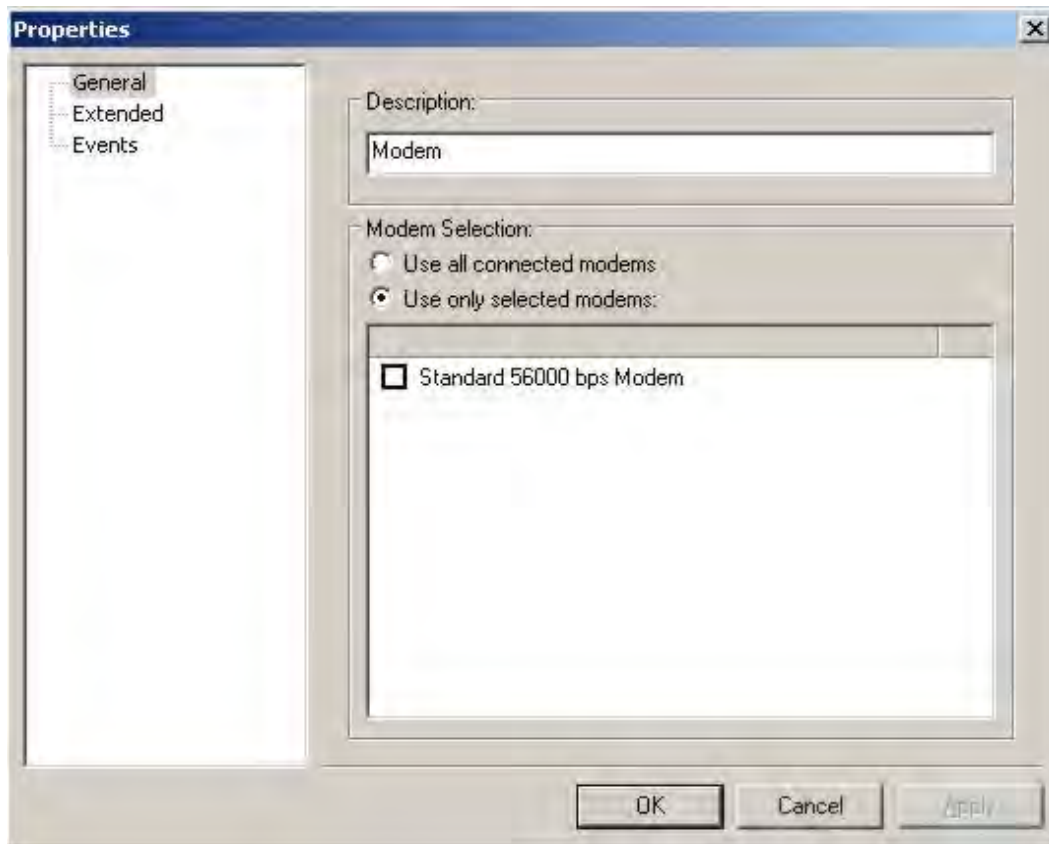 Properties
General
Extended
Events
Description:
Modem
Modem Selection:
Use all connected modems
Use only selected modems:
Standard 56000 bps Modem
OK
Cancel
Apply